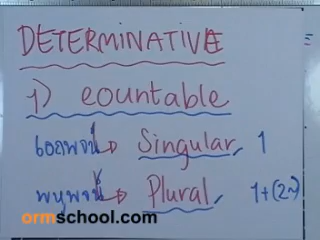 DETERMINATIVE
1) countable
เอกพจน์ → Singular, 1
พหูพจน์ → Plural, 1+(2~)
ormschool.com